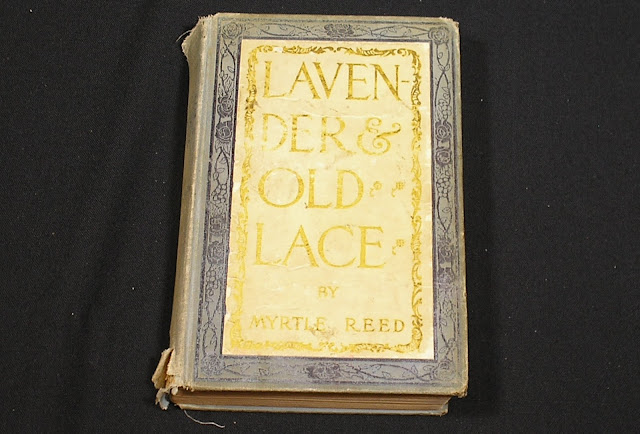 LAVEN-
DER &
OLD
LACE
BY
MYRTLE REED